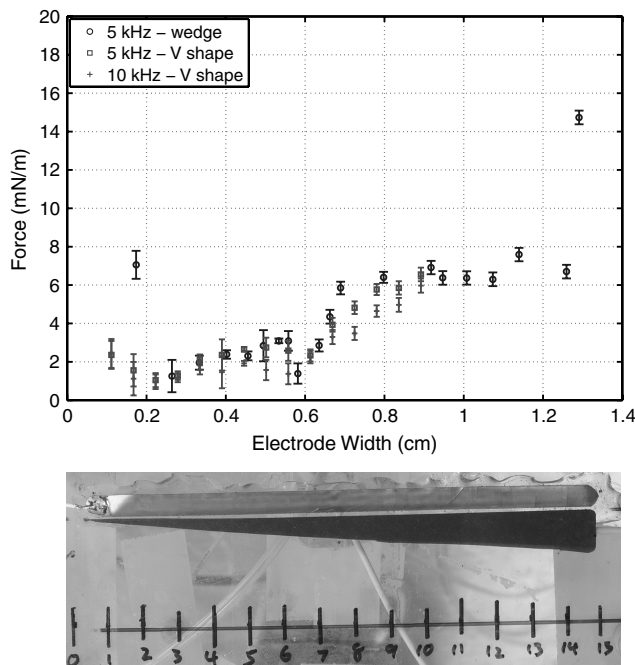 20
18
16
14
12
10
8
6
4
2
0
Force (mN/m)
○ 5 kHz − wedge
□ 5 kHz − V shape
+ 10 kHz − V shape
0 0.2 0.4 0.6 0.8 1 1.2 1.4
Electrode Width (cm)
0 1 2 3 4 5 6 7 8 9 10 11 12 13 14 15